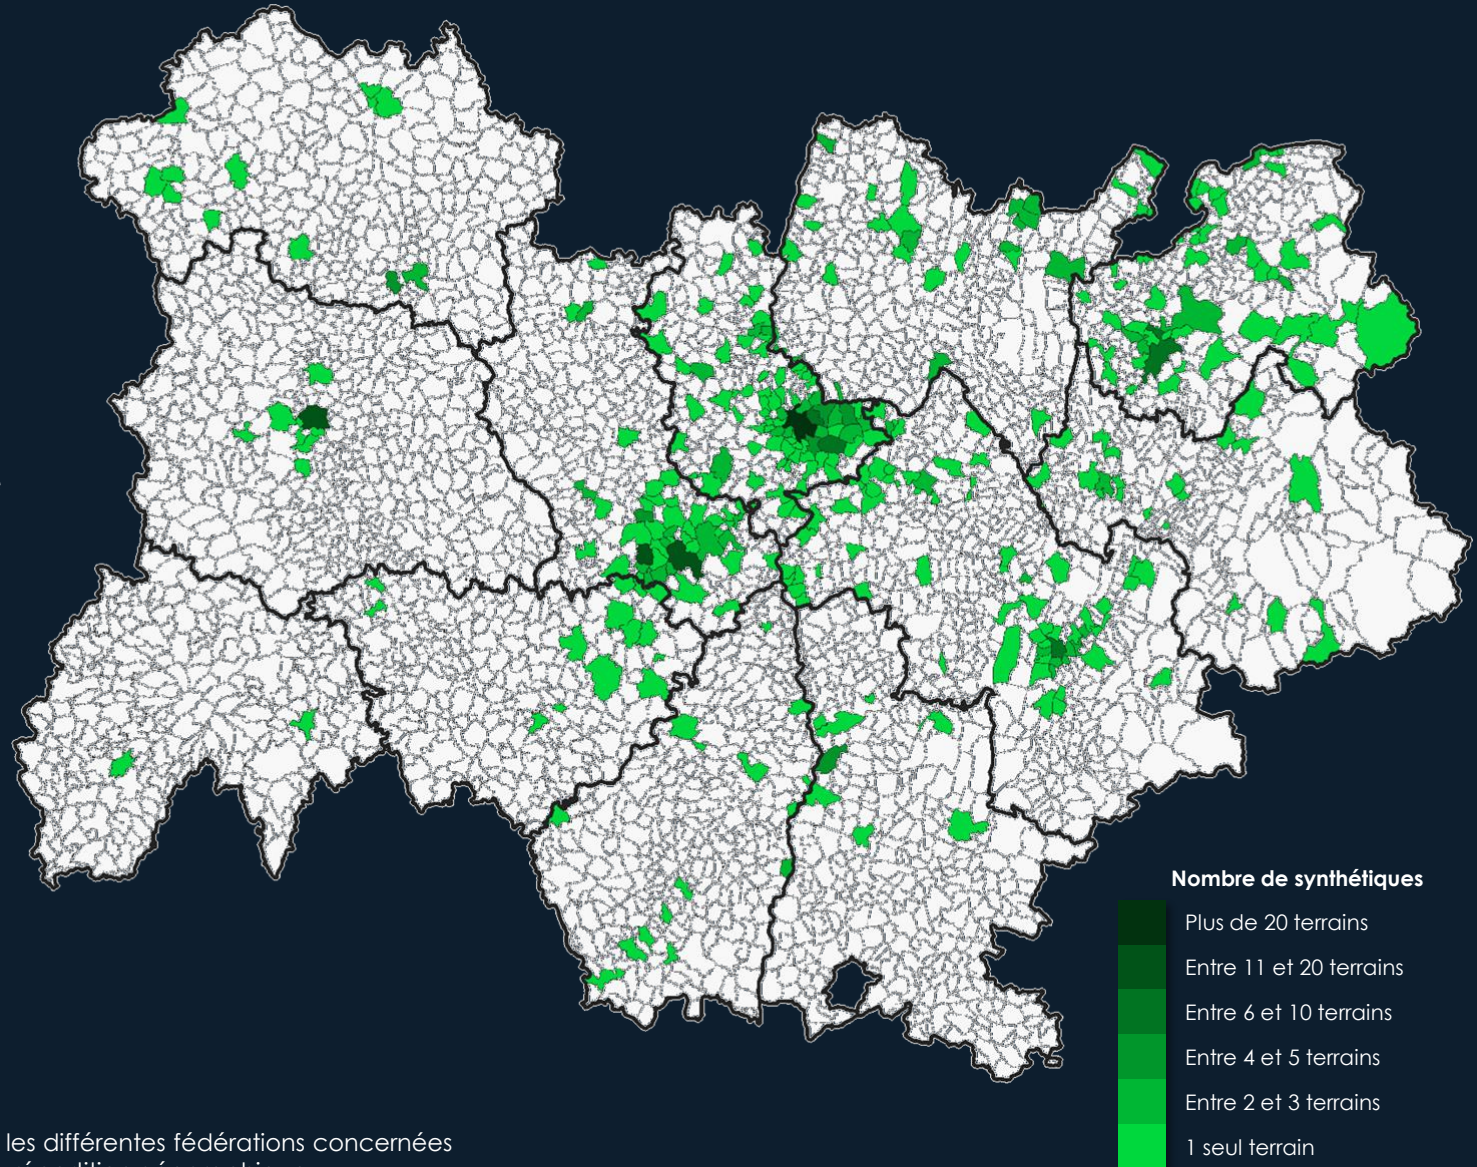 Nombre de synthétiques
Plus de 20 terrains
Entre 11 et 20 terrains
Entre 6 et 10 terrains
Entre 4 et 5 terrains
Entre 2 et 3 terrains
1 seul terrain
les différentes fédérations concernées